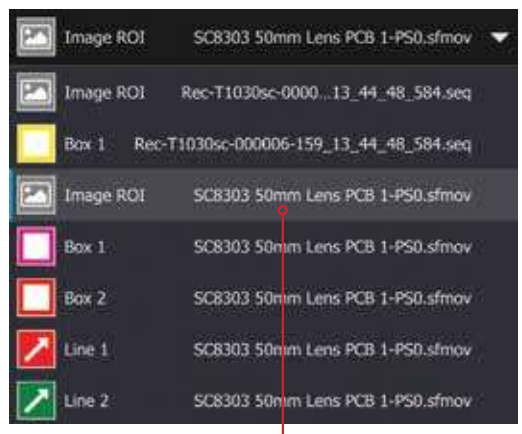 Image ROI SC8303 50mm Lens PCB 1-PS0.sfmov
Image ROI Rec-T1030sc-0000...13_44_48_584.seq
Box 1 Rec-T1030sc-000006-159_13_44_48_584.seq
Image ROI SC8303 50mm Lens PCB 1-PS0.sfmov
Box 1 SC8303 50mm Lens PCB 1-PS0.sfmov
Box 2 SC8303 50mm Lens PCB 1-PS0.sfmov
Line 1 SC8303 50mm Lens PCB 1-PS0.sfmov
Line 2 SC8303 50mm Lens PCB 1-PS0.sfmov